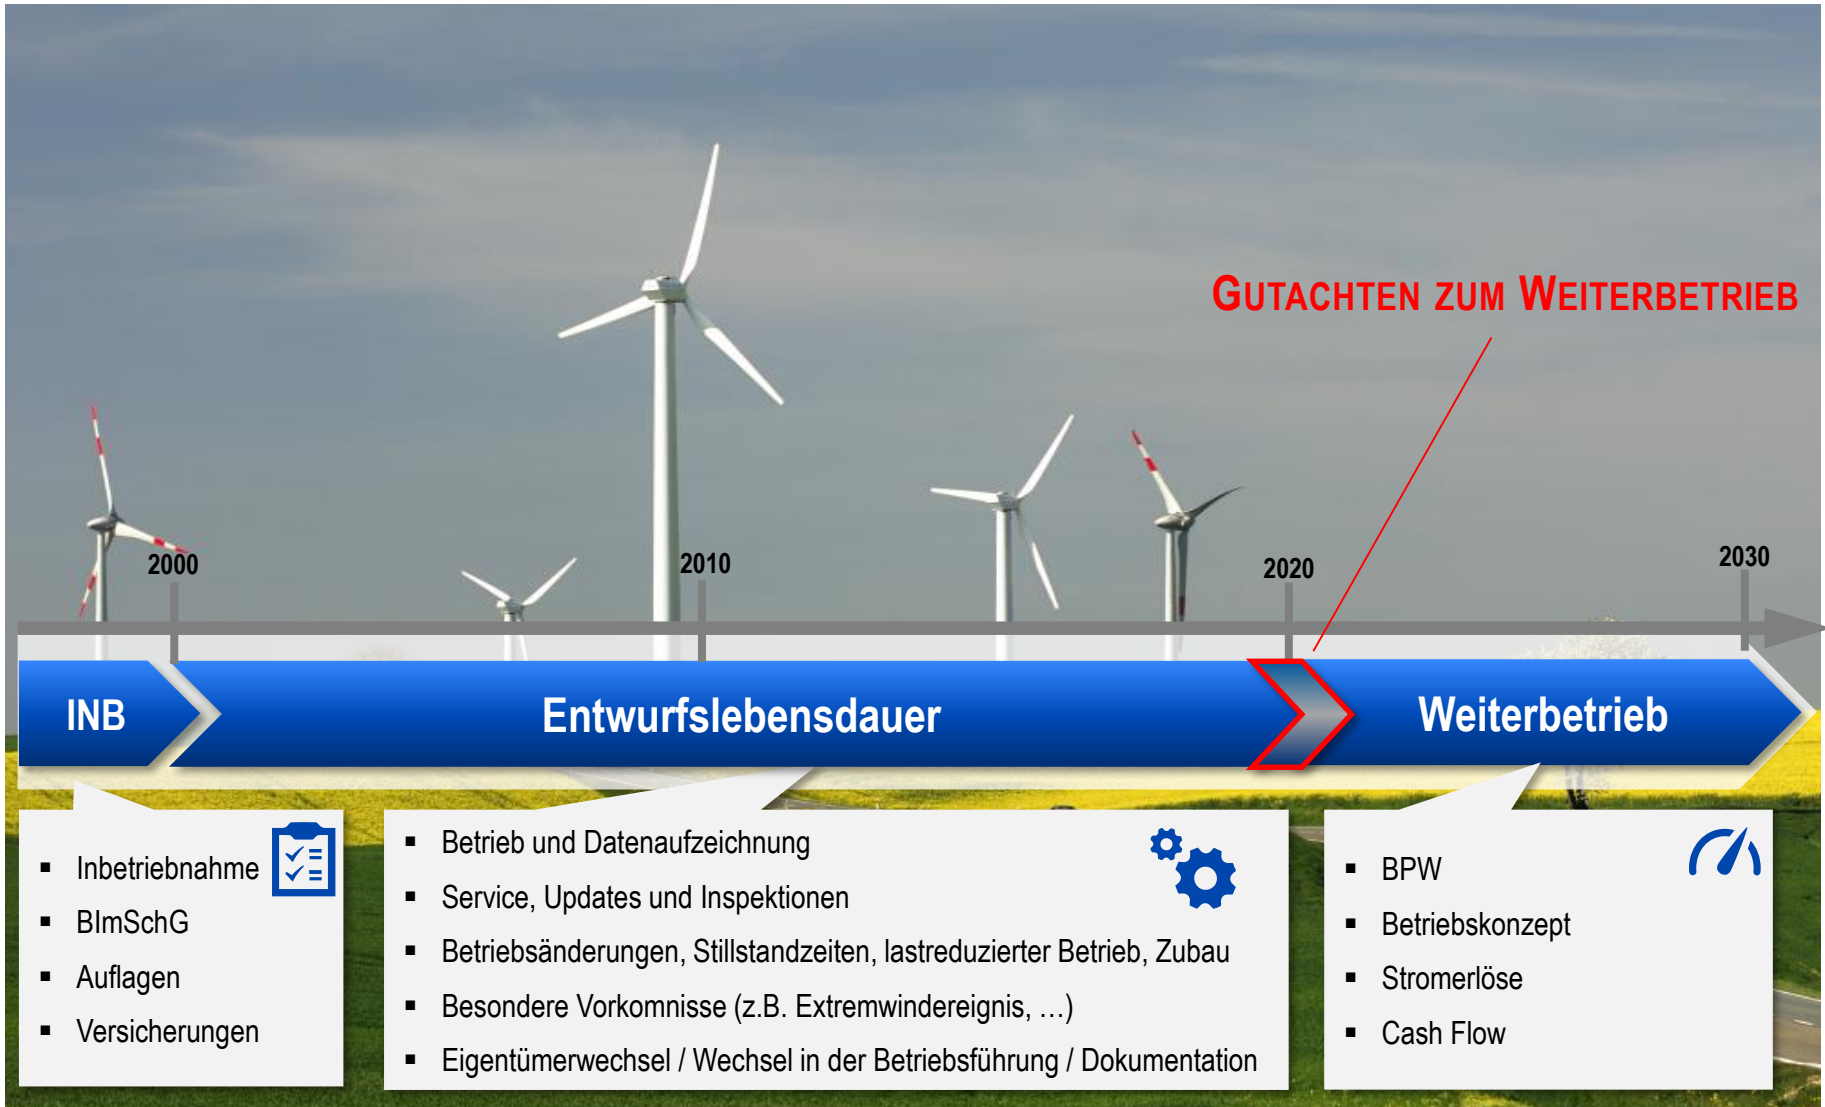 GUTACHTEN ZUM WEITERBETRIEB
2000
2010
2020
2030
INB
Entwurfslebensdauer
Weiterbetrieb
▪ Inbetriebnahme
▪ BImSchG
▪ Auflagen
▪ Versicherungen
▪ Betrieb und Datenaufzeichnung
▪ Service, Updates und Inspektionen
▪ Betriebsänderungen, Stillstandzeiten, lastreduzierter Betrieb, Zubau
▪ Besondere Vorkomnisse (z.B. Extremwindereignis, …)
▪ Eigentümerwechsel / Wechsel in der Betriebsführung / Dokumentation
▪ BPW
▪ Betriebskonzept
▪ Stromerlöse
▪ Cash Flow